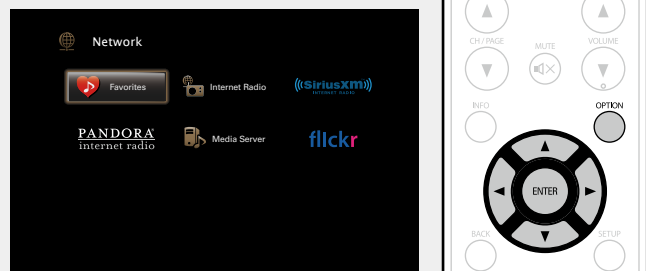 Network
Favorites
Internet Radio
((SiriusXM))
INTERNET RADIO
PANDORA
internet radio
Media Server
flickr
CH / PAGE
MUTE
VOLUME
INFO
OPTION
ENTER
BACK
SETUP